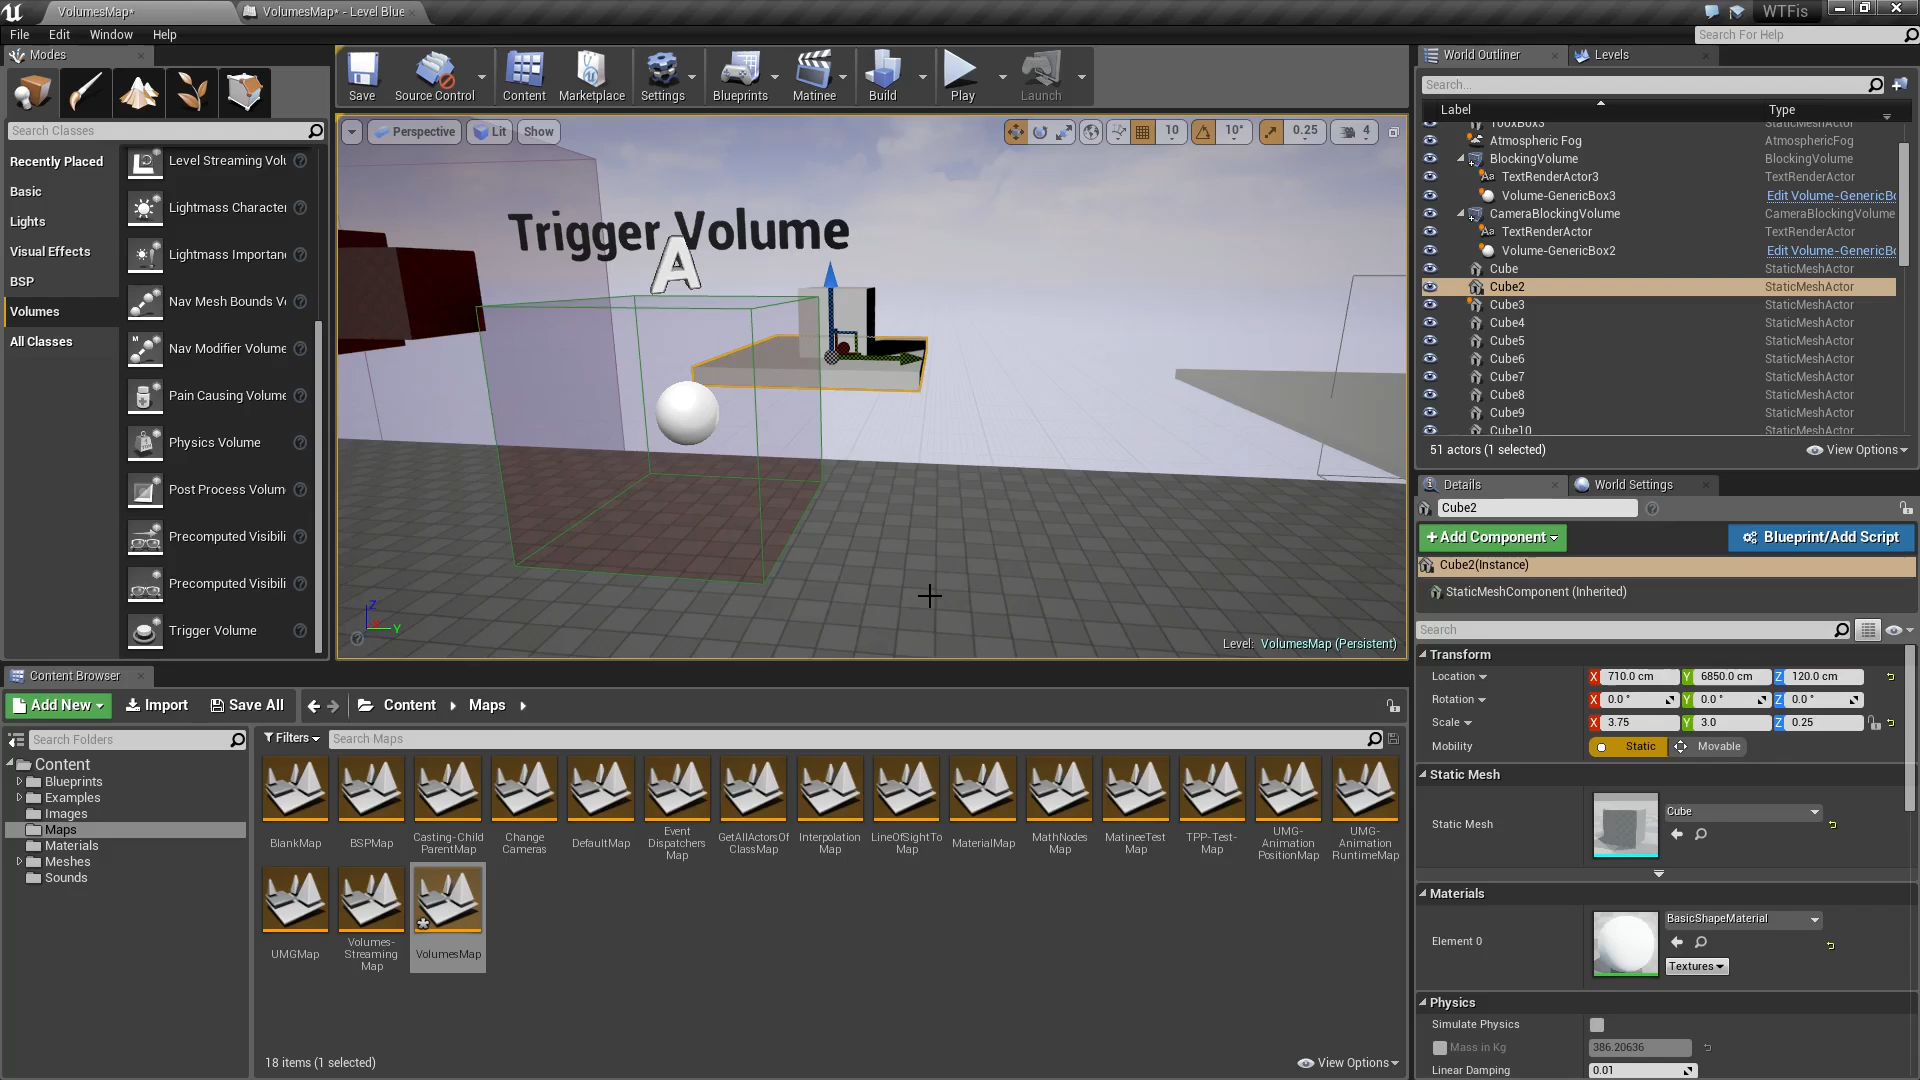 VolumesMap*
VolumesMap* - Level Blue
WTFis
File
Edit
Window
Help
Search For Help
Modes
Search Classes
Recently Placed
Basic
Lights
Visual Effects
BSP
Volumes
All Classes
Level Streaming Volu
Lightmass Character
Lightmass Importan
Nav Mesh Bounds V
Nav Modifier Volume
Pain Causing Volume
Physics Volume
Post Process Volum
Precomputed Visibili
Precomputed Visibili
Trigger Volume
Save
Source Control
Content
Marketplace
Settings
Blueprints
Matinee
Build
Play
Launch
Perspective
Lit
Show
10
10°
0.25
4
Trigger Volume
A
Z
Y
Level: VolumesMap (Persistent)
World Outliner
Levels
Search...
Label
Type
Atmospheric Fog
AtmosphericFog
BlockingVolume
BlockingVolume
TextRenderActor3
TextRenderActor
Volume-GenericBox3
Edit Volume-GenericBo
CameraBlockingVolume
CameraBlockingVolume
TextRenderActor
TextRenderActor
Volume-GenericBox2
Edit Volume-GenericBo
Cube
StaticMeshActor
Cube2
StaticMeshActor
Cube3
StaticMeshActor
Cube4
StaticMeshActor
Cube5
StaticMeshActor
Cube6
StaticMeshActor
Cube7
StaticMeshActor
Cube8
StaticMeshActor
Cube9
StaticMeshActor
Cube10
StaticMeshActor
51 actors (1 selected)
View Options
Details
World Settings
Cube2
Add Component
Blueprint/Add Script
Cube2(Instance)
StaticMeshComponent (Inherited)
Search
Transform
Location
X 710.0 cm
Y 6850.0 cm
Z 120.0 cm
Rotation
X 0.0 °
Y 0.0 °
Z 0.0 °
Scale
X 3.75
Y 3.0
Z 0.25
Mobility
Static
Movable
Static Mesh
Static Mesh
Cube
Materials
Element 0
BasicShapeMaterial
Textures
Physics
Simulate Physics
Mass in Kg
386.20636
Linear Damping
0.01
Content Browser
Add New
Import
Save All
Content
Maps
Search Folders
Filters
Search Maps
Content
Blueprints
Examples
Images
Maps
Materials
Meshes
Sounds
BlankMap
BSPMap
Casting-Child
ParentMap
Change
Cameras
DefaultMap
Event
Dispatchers
Map
GetAllActorsOf
ClassMap
Interpolation
Map
LineOfSightTo
Map
MaterialMap
MathNodes
Map
MatineeTest
Map
TPP-Test-
Map
UMG-
Animation
PositionMap
UMG-
Animation
RuntimeMap
UMGMap
Volumes-
Streaming
Map
VolumesMap
18 items (1 selected)
View Options